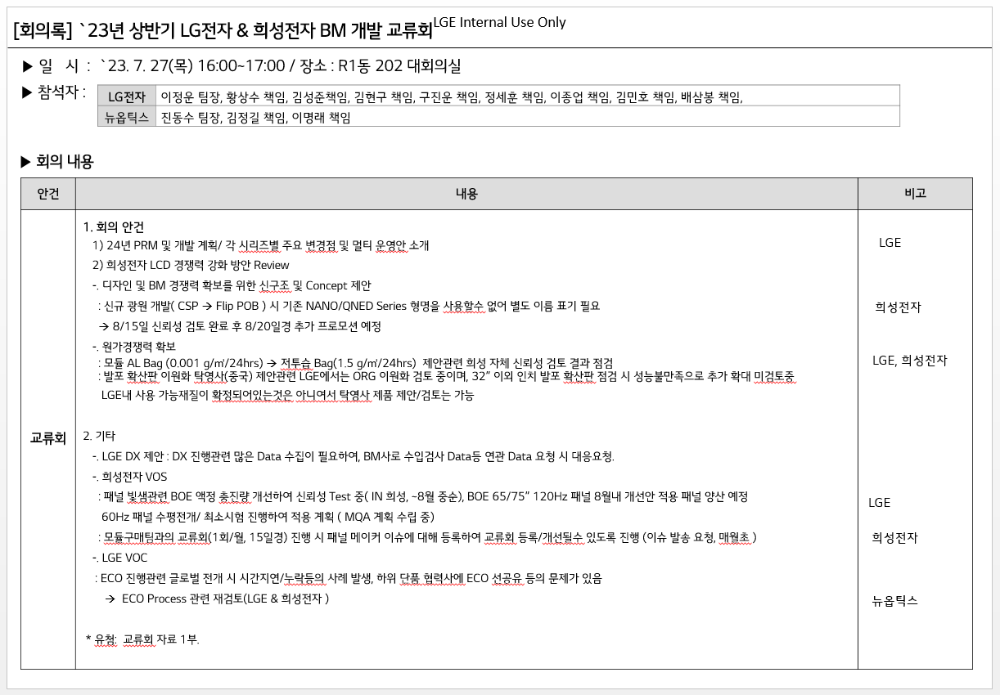 [회의록] `23년 상반기 LG전자 & 희성전자 BM 개발 교류회
LGE Internal Use Only
▶ 일 시 : `23. 7. 27(목) 16:00~17:00 / 장소 : R1동 202 대회의실
▶ 참석자 :
LG전자 이정운 팀장, 황상수 책임, 김성준책임, 김현구 책임, 구진운 책임, 정세훈 책임, 이종업 책임, 김민호 책임, 배삼봉 책임,
뉴옵틱스 진동수 팀장, 김정길 책임, 이명래 책임
▶ 회의 내용
안건 내용 비고
교류회
1. 회의 안건
1) 24년 PRM 및 개발 계획/ 각 시리즈별 주요 변경점 및 멀티 운영안 소개
LGE
2) 희성전자 LCD 경쟁력 강화 방안 Review
-. 디자인 및 BM 경쟁력 확보를 위한 신구조 및 Concept 제안
: 신규 광원 개발( CSP → Flip POB ) 시 기존 NANO/QNED Series 형명을 사용할수 없어 별도 이름 표기 필요
희성전자
→ 8/15일 신뢰성 검토 완료 후 8/20일경 추가 프로모션 예정
-. 원가경쟁력 확보
: 모듈 AL Bag (0.001 g/㎡/24hrs) → 저투습 Bag(1.5 g/㎡/24hrs) 제안관련 희성 자체 신뢰성 검토 결과 점검
LGE, 희성전자
: 발포 확산판 이원화 탁영사(중국) 제안관련 LGE에서는 ORG 이원화 검토 중이며, 32” 이외 인치 발포 확산판 점검 시 성능불만족으로 추가 확대 미검토중
LGE내 사용 가능재질이 확정되어있는것은 아니여서 탁영사 제품 제안/검토는 가능
2. 기타
-. LGE DX 제안 : DX 진행관련 많은 Data 수집이 필요하여, BM사로 수입검사 Data등 연관 Data 요청 시 대응요청.
-. 희성전자 VOS
: 패널 빛샘관련 BOE 액정 충진량 개선하여 신뢰성 Test 중( IN 희성, ~8월 중순), BOE 65/75” 120Hz 패널 8월내 개선안 적용 패널 양산 예정
LGE
60Hz 패널 수평전개/ 최소시험 진행하여 적용 계획 ( MQA 계획 수립 중)
: 모듈구매팀과의 교류회(1회/월, 15일경) 진행 시 패널 메이커 이슈에 대해 등록하여 교류회 등록/개선될수 있도록 진행 (이슈 발송 요청, 매월초 )
희성전자
-. LGE VOC
: ECO 진행관련 글로벌 전개 시 시간지연/누락등의 사례 발생, 하위 단품 협력사에 ECO 선공유 등의 문제가 있음
→ ECO Process 관련 재검토(LGE & 희성전자 )
뉴옵틱스
* 유첨: 교류회 자료 1부.